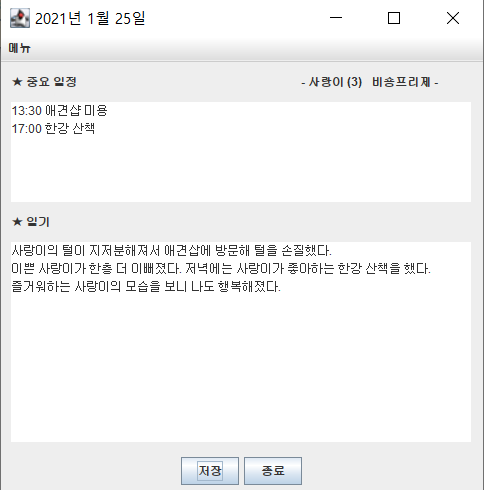 2021년 1월 25일
메뉴
★ 중요 일정 - 사랑이 (3) 비숑프리제 -
13:30 애견샵 미용
17:00 한강 산책
★ 일기
사랑이의 털이 지저분해져서 애견샵에 방문해 털을 손질했다.
이쁜 사랑이가 한층 더 이뻐졌다. 저녁에는 사랑이가 좋아하는 한강 산책을 했다.
즐거워하는 사랑이의 모습을 보니 나도 행복해졌다.
저장 종료